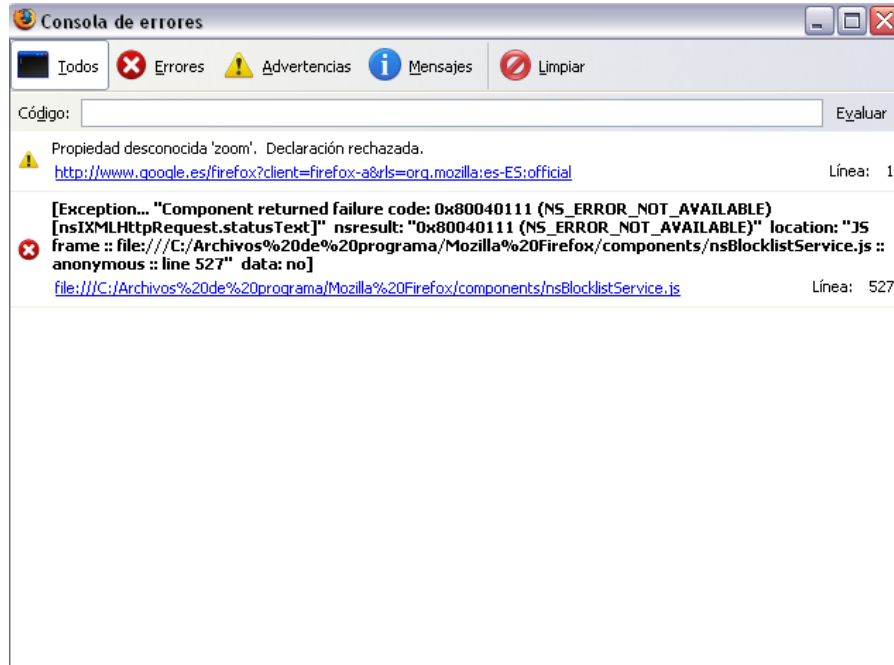 Consola de errores
Todos Errores Advertencias Mensajes Limpiar
Código: Evaluar
Propiedad desconocida 'zoom'. Declaración rechazada.
http://www.google.es/firefox?client=firefox-a&rls=org.mozilla:es-ES:official Línea: 1
[Exception... "Component returned failure code: 0x80040111 (NS_ERROR_NOT_AVAILABLE)
[nsIXMLHttpRequest.statusText]" nsresult: "0x80040111 (NS_ERROR_NOT_AVAILABLE)" location: "JS
frame :: file:///C:/Archivos%20de%20programa/Mozilla%20Firefox/components/nsBlocklistService.js ::
anonymous :: line 527" data: no]
file:///C:/Archivos%20de%20programa/Mozilla%20Firefox/components/nsBlocklistService.js Línea: 527